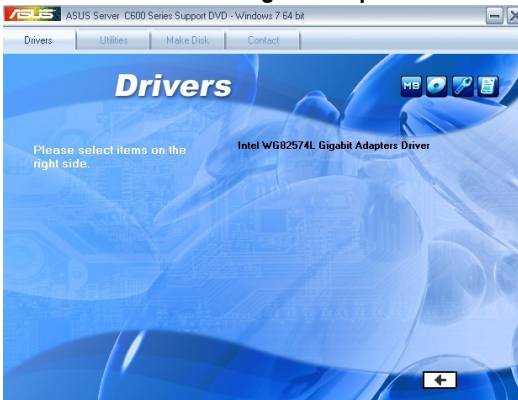 ASUS Server C600 Series Support DVD - Windows 7 64 bit
Drivers Utilities Make Disk Contact
Drivers
MB
Please select items on the
right side.
Intel WG82574L Gigabit Adapters Driver